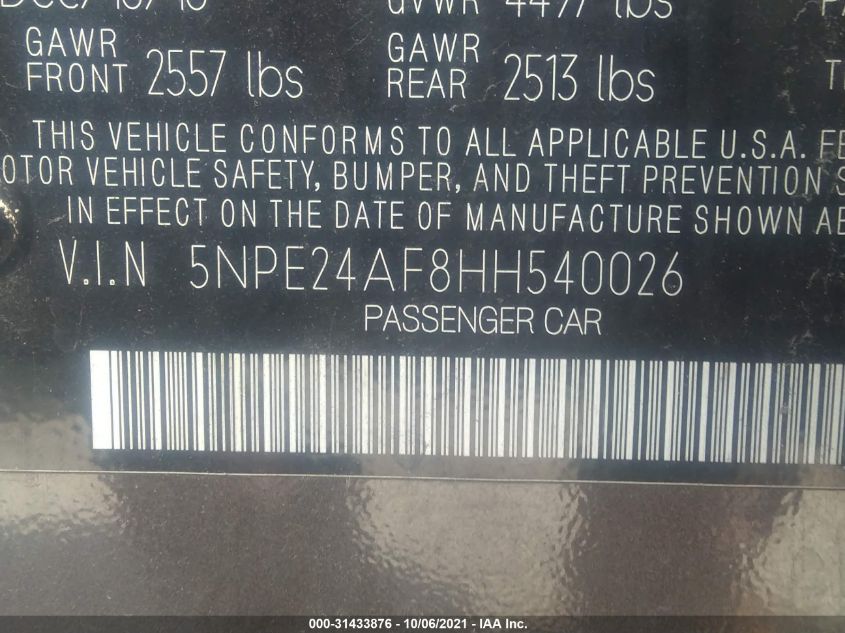 GVWR 4497 lbs
GAWR FRONT 2557 lbs GAWR REAR 2513 lbs
THIS VEHICLE CONFORMS TO ALL APPLICABLE U.S.A. FE
OTOR VEHICLE SAFETY, BUMPER, AND THEFT PREVENTION S
IN EFFECT ON THE DATE OF MANUFACTURE SHOWN AB
V.I.N 5NPE24AF8HH540026
PASSENGER CAR
000-31433876 - 10/06/2021 - IAA Inc.